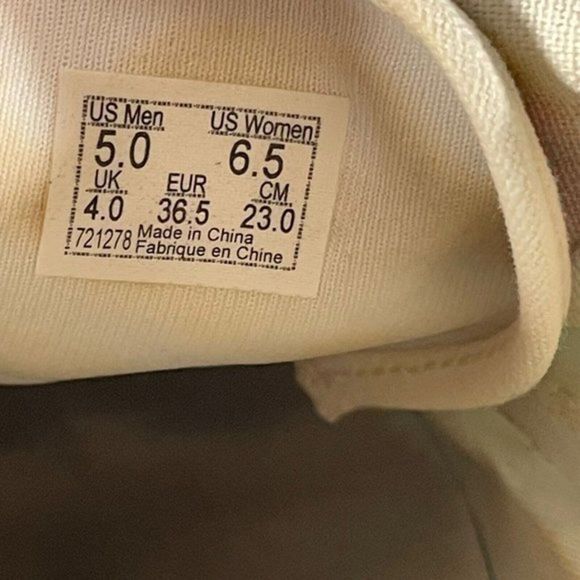 US Men US Women
5.0 6.5
UK EUR CM
4.0 36.5 23.0
721278 Made in China
Fabrique en Chine